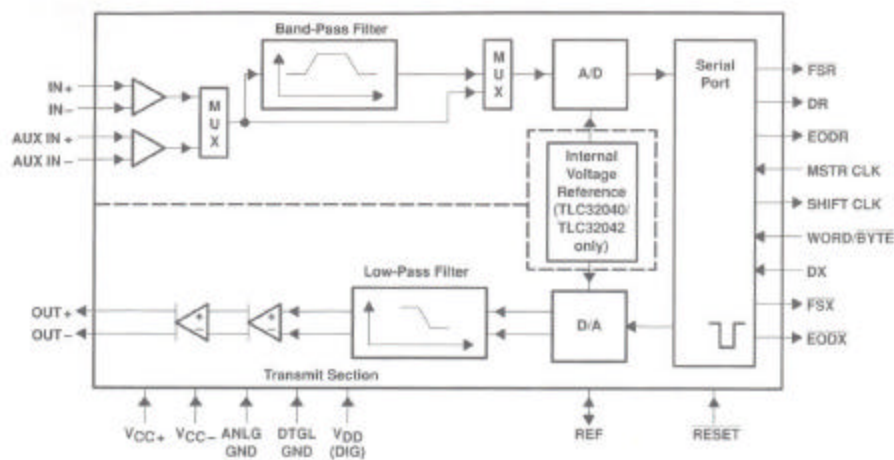 Band-Pass Filter
IN+
IN−
AUX IN +
AUX IN −
M
U
X
M
U
X
A/D
Serial
Port
Internal
Voltage
Reference
(TLC32040/
TLC32042
only)
Low-Pass Filter
D/A
OUT+
OUT−
+
−
+
−
Transmit Section
FSR
DR
EODR
MSTR CLK
SHIFT CLK
WORD/BYTE
DX
FSX
EODX
VCC+
VCC−
ANLG
GND
DTGL
GND
VDD
(DIG)
REF
RESET